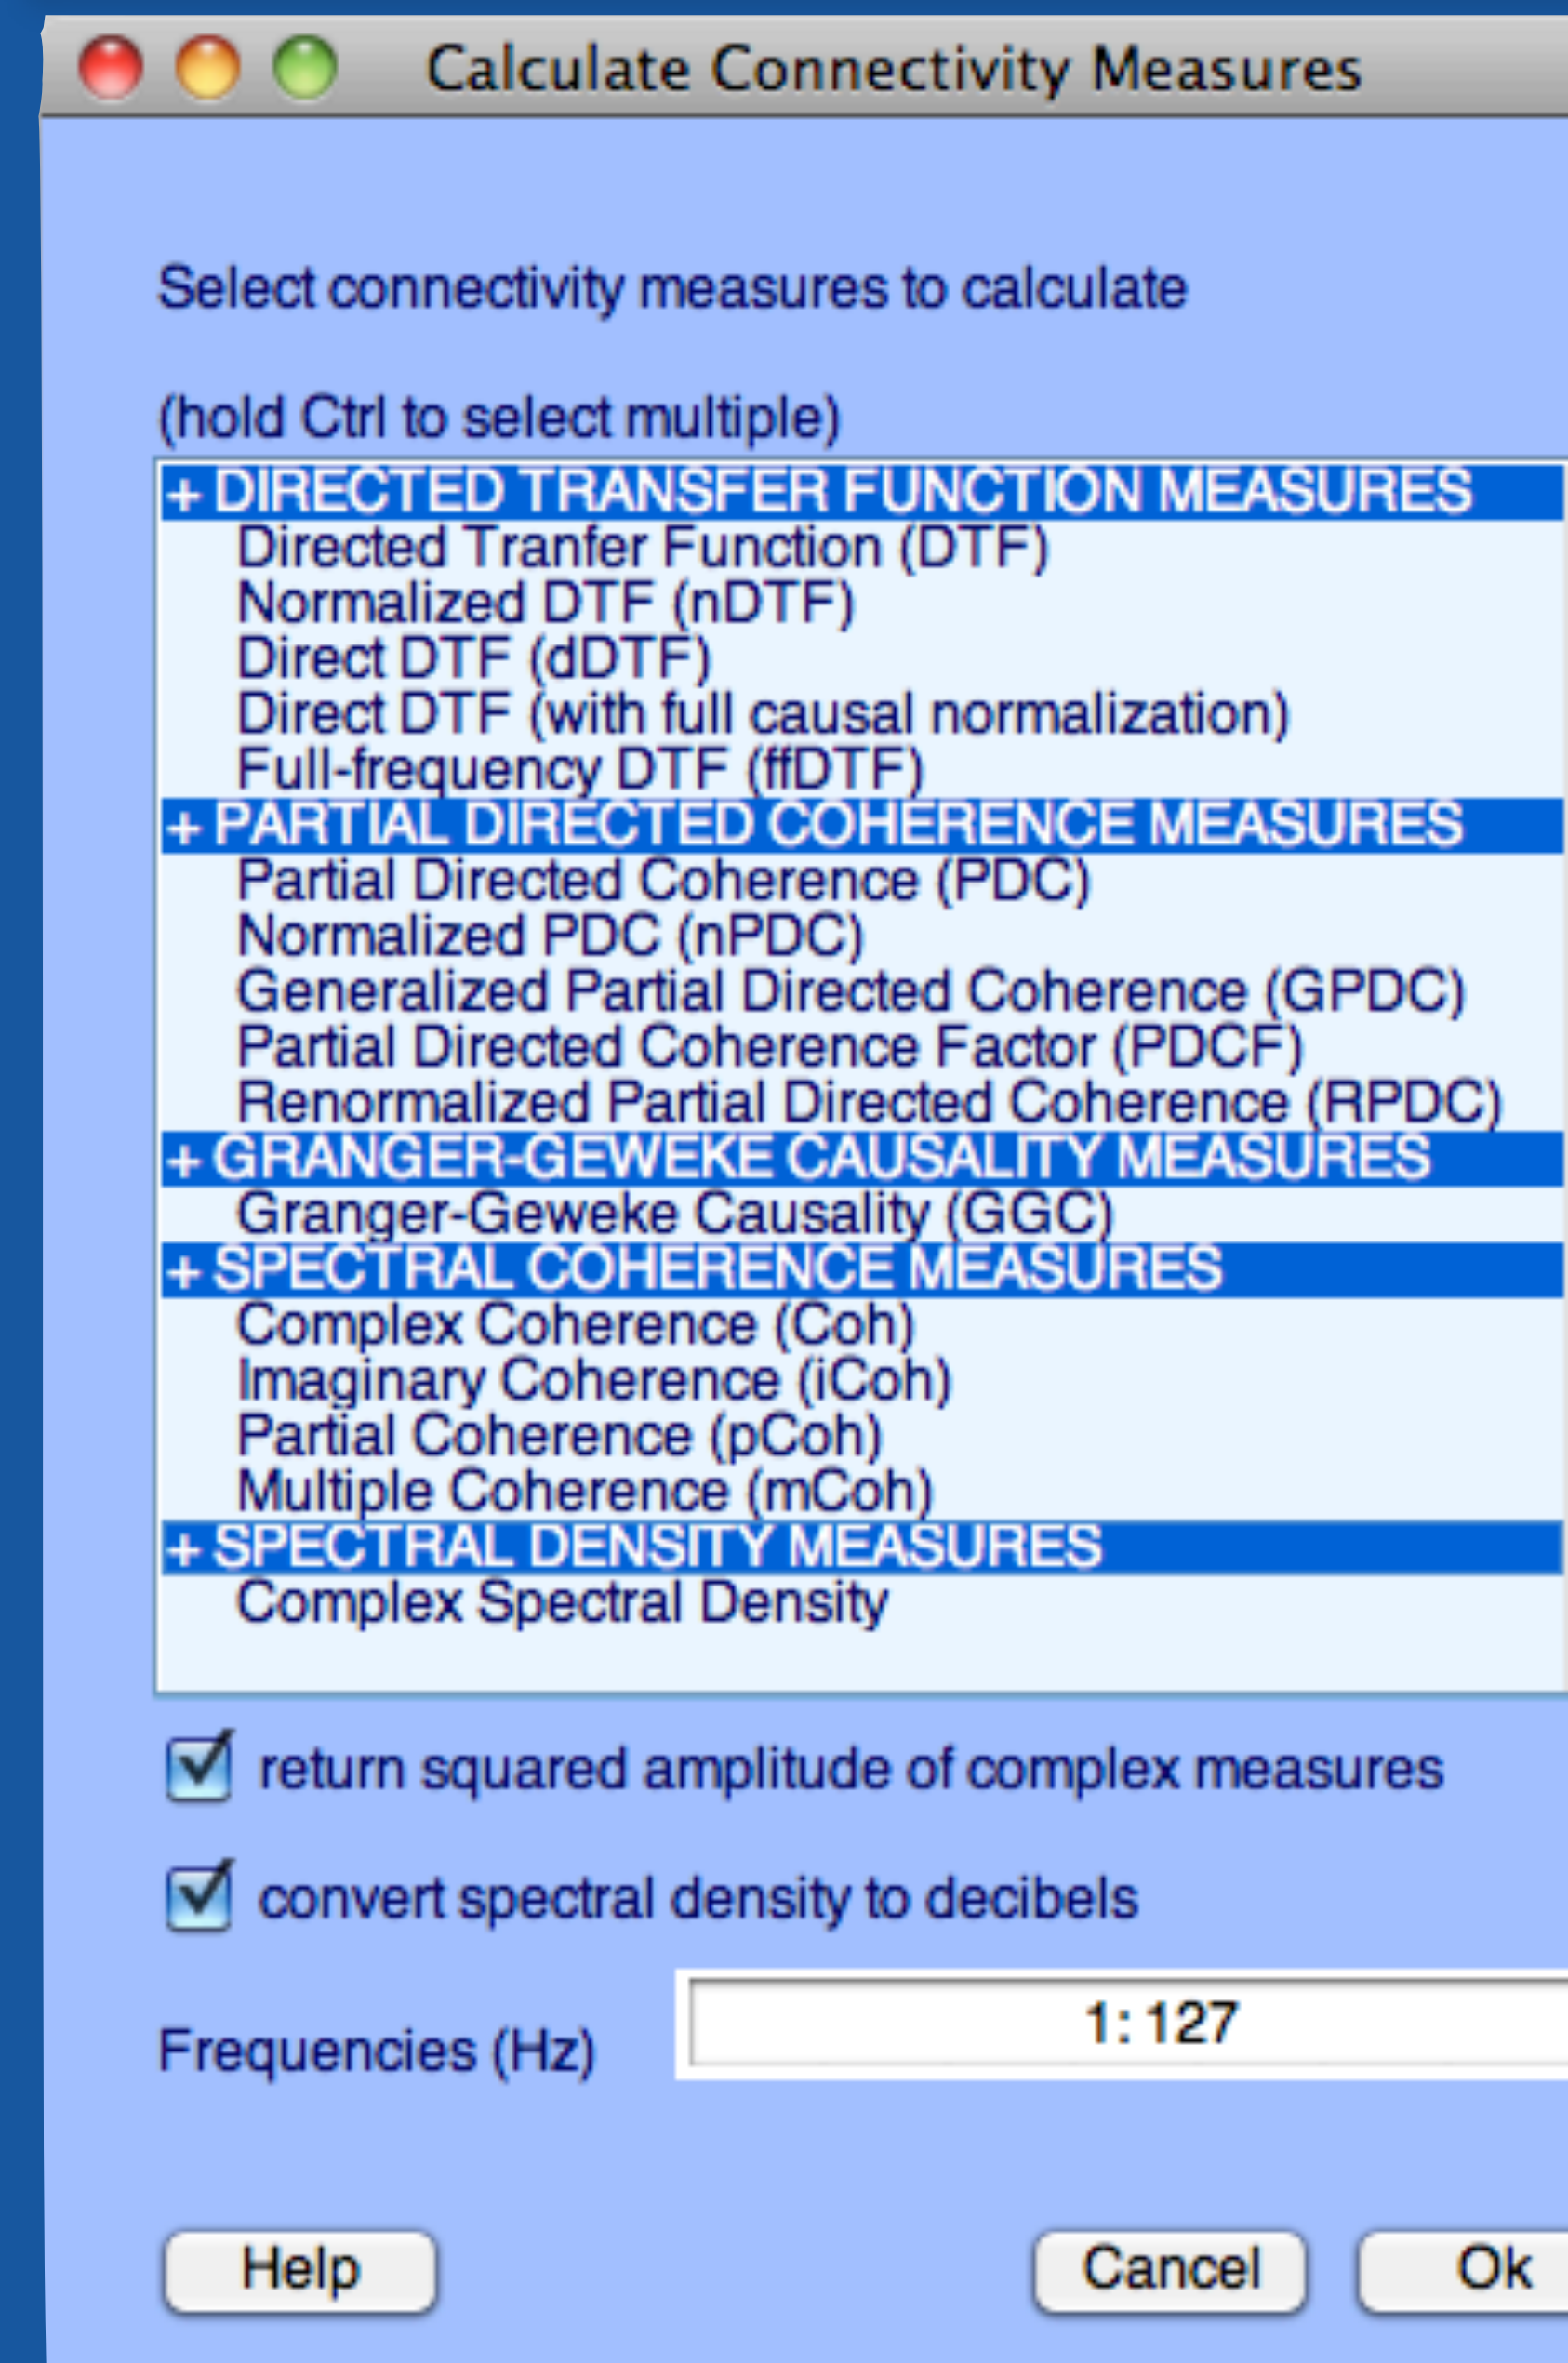 Calculate Connectivity Measures
Select connectivity measures to calculate
(hold Ctrl to select multiple)
+ DIRECTED TRANSFER FUNCTION MEASURES
Directed Tranfer Function (DTF)
Normalized DTF (nDTF)
Direct DTF (dDTF)
Direct DTF (with full causal normalization)
Full-frequency DTF (ffDTF)
+ PARTIAL DIRECTED COHERENCE MEASURES
Partial Directed Coherence (PDC)
Normalized PDC (nPDC)
Generalized Partial Directed Coherence (GPDC)
Partial Directed Coherence Factor (PDCF)
Renormalized Partial Directed Coherence (RPDC)
+ GRANGER-GEWEKE CAUSALITY MEASURES
Granger-Geweke Causality (GGC)
+ SPECTRAL COHERENCE MEASURES
Complex Coherence (Coh)
Imaginary Coherence (iCoh)
Partial Coherence (pCoh)
Multiple Coherence (mCoh)
+ SPECTRAL DENSITY MEASURES
Complex Spectral Density
return squared amplitude of complex measures
convert spectral density to decibels
Frequencies (Hz) 1: 127
Help Cancel Ok